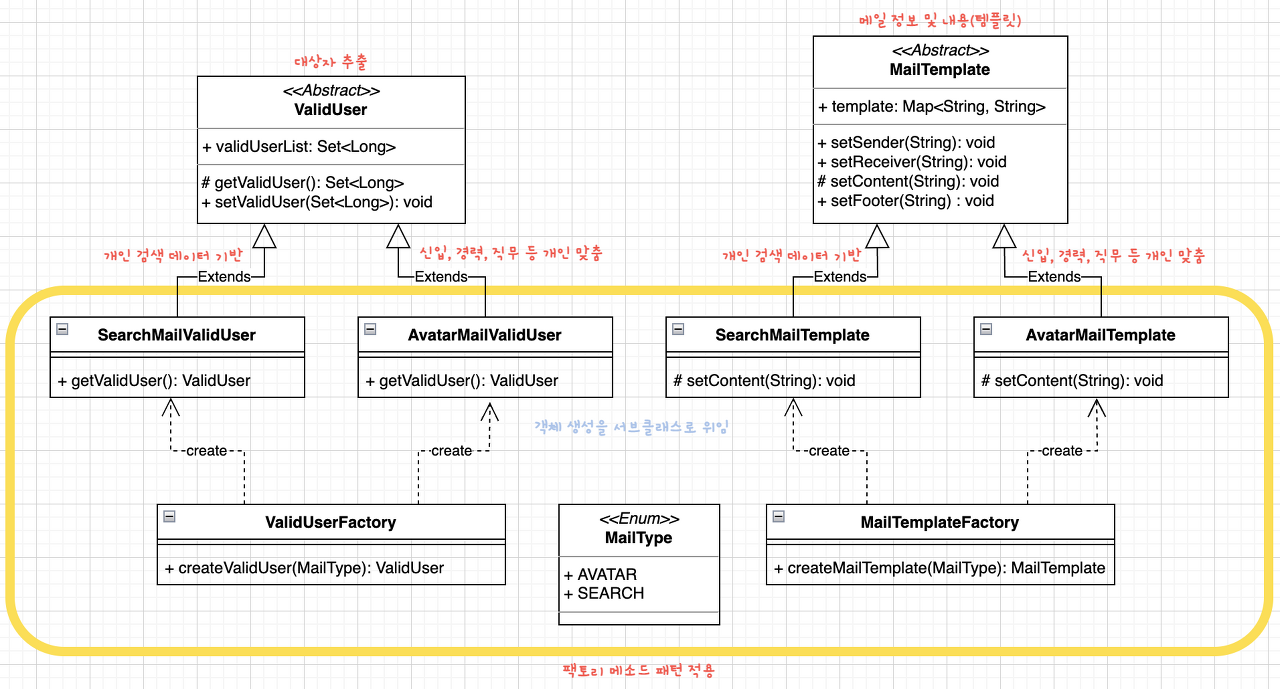 메일 정보 및 내용(템플릿)
대상자 추출
<<Abstract>>
ValidUser
+ validUserList: Set<Long>
# getValidUser(): Set<Long>
+ setValidUser(Set<Long>): void
<<Abstract>>
MailTemplate
+ template: Map<String, String>
+ setSender(String): void
+ setReceiver(String): void
# setContent(String): void
+ setFooter(String) : void
개인 검색 데이터 기반
Extends
신입, 경력, 직무 등 개인 맞춤
Extends
개인 검색 데이터 기반
Extends
신입, 경력, 직무 등 개인 맞춤
Extends
SearchMailValidUser
+ getValidUser(): ValidUser
AvatarMailValidUser
+ getValidUser(): ValidUser
SearchMailTemplate
# setContent(String): void
AvatarMailTemplate
# setContent(String): void
객체 생성을 서브클래스로 위임
create
create
create
create
ValidUserFactory
+ createValidUser(MailType): ValidUser
<<Enum>>
MailType
+ AVATAR
+ SEARCH
MailTemplateFactory
+ createMailTemplate(MailType): MailTemplate
팩토리 메소드 패턴 적용